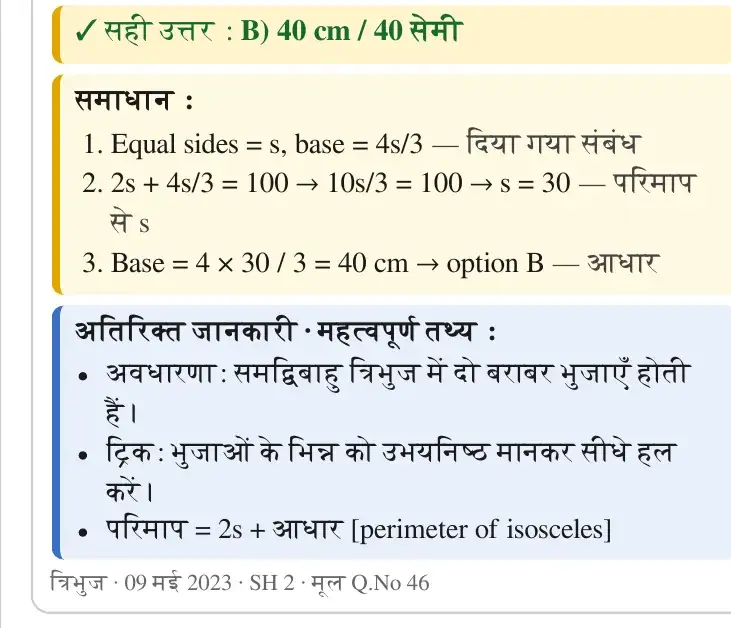 ✓ सही उत्तर : B) 40 cm / 40 सेमी
समाधान :
1. Equal sides = s, base = 4s/3 — दिया गया संबंध
2. 2s + 4s/3 = 100 → 10s/3 = 100 → s = 30 — परिमाप
से s
3. Base = 4 × 30 / 3 = 40 cm → option B — आधार
अतिरिक्त जानकारी · महत्वपूर्ण तथ्य :
• अवधारणा : समद्विबाहु त्रिभुज में दो बराबर भुजाएँ होती
हैं।
• ट्रिक : भुजाओं के भिन्न को उभयनिष्ठ मानकर सीधे हल
करें।
• परिमाप = 2s + आधार [perimeter of isosceles]
त्रिभुज · 09 मई 2023 · SH 2 · मूल Q.No 46